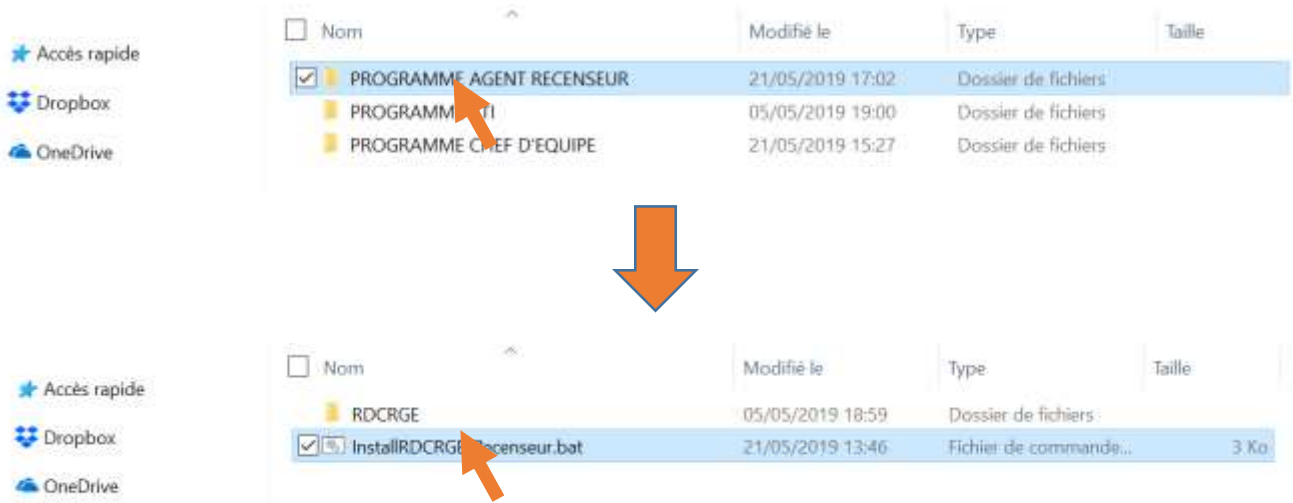 Nom Modifié le Type Taille
Accès rapide
PROGRAMME AGENT RECENSEUR 21/05/2019 17:02 Dossier de fichiers
Dropbox
PROGRAMME 05/05/2019 19:00 Dossier de fichiers
OneDrive
PROGRAMME CHEF D'EQUIPE 21/05/2019 15:27 Dossier de fichiers
Nom Modifié le Type Taille
Accès rapide
RDCRGE 05/05/2019 18:59 Dossier de fichiers
Dropbox
InstallRDCRGE Recenseur.bat 21/05/2019 13:46 Fichier de commande... 3 Ko
OneDrive